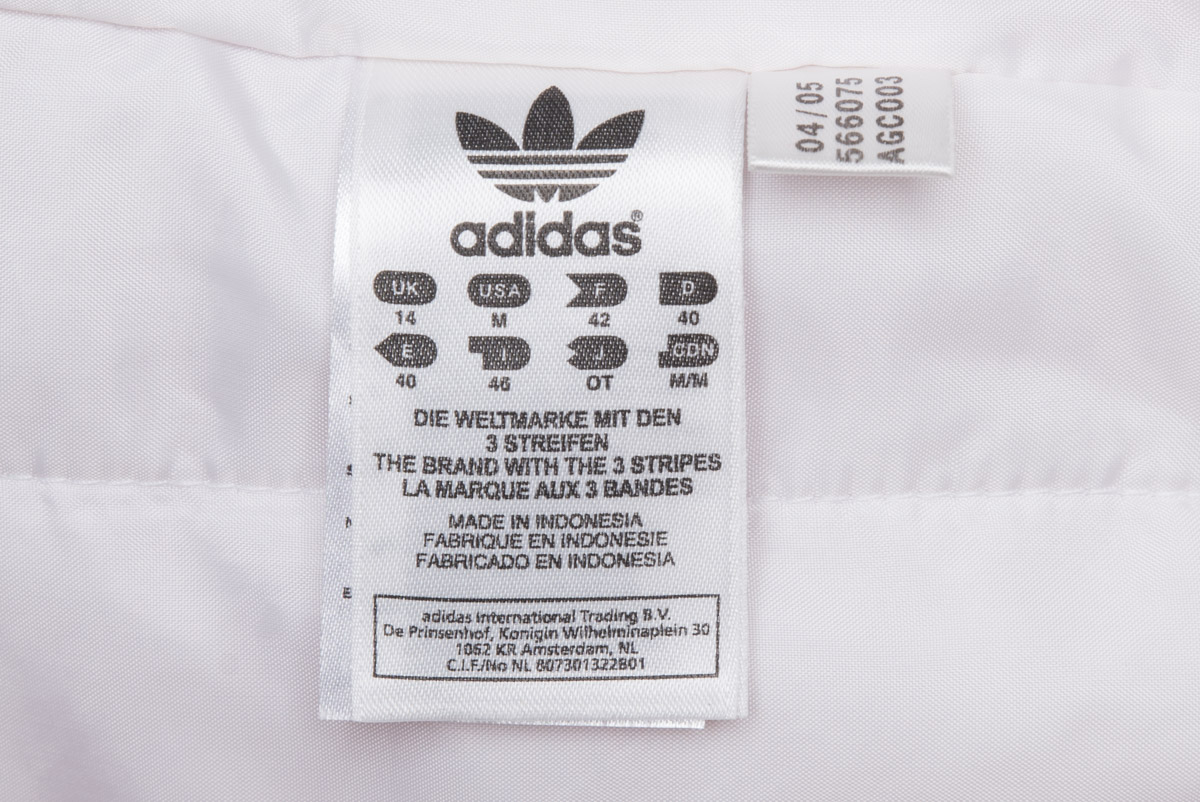 adidas®
UK USA F D
14 M 42 40
E I J CDN
40 46 OT M/M
DIE WELTMARKE MIT DEN
3 STREIFEN
THE BRAND WITH THE 3 STRIPES
LA MARQUE AUX 3 BANDES
MADE IN INDONESIA
FABRIQUE EN INDONESIE
FABRICADO EN INDONESIA
adidas International Trading B.V.
De Prinsenhof, Konigin Wilhelminaplein 30
1062 KR Amsterdam, NL
C.I.F./No NL 807301322B01
04/05
566075
AGC003